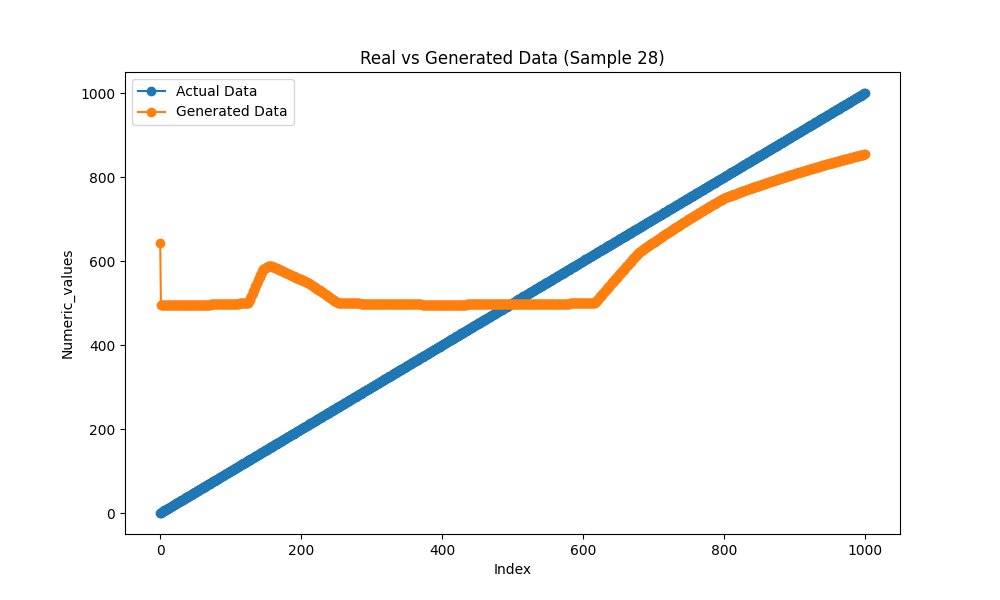 Real vs Generated Data (Sample 28)
Actual Data
Generated Data
Numeric_values
1000
800
600
400
200
0
0 200 400 600 800 1000
Index